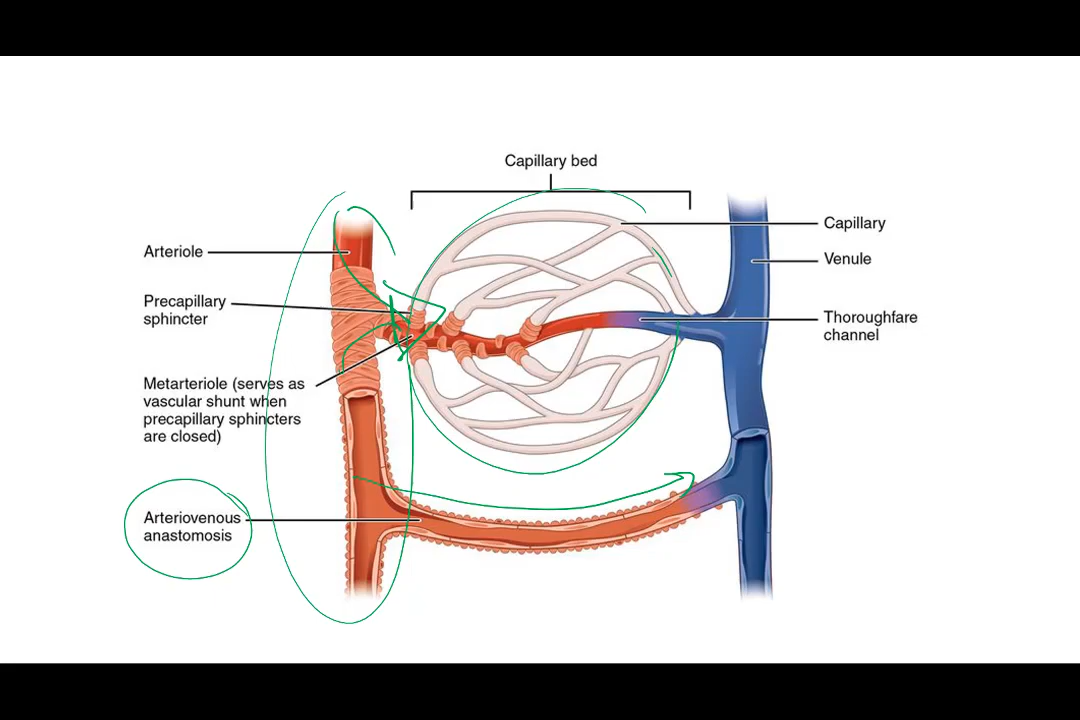 Capillary bed
Arteriole
Precapillary
sphincter
Metarteriole (serves as
vascular shunt when
precapillary sphincters
are closed)
Arteriovenous
anastomosis
Capillary
Venule
Thoroughfare
channel